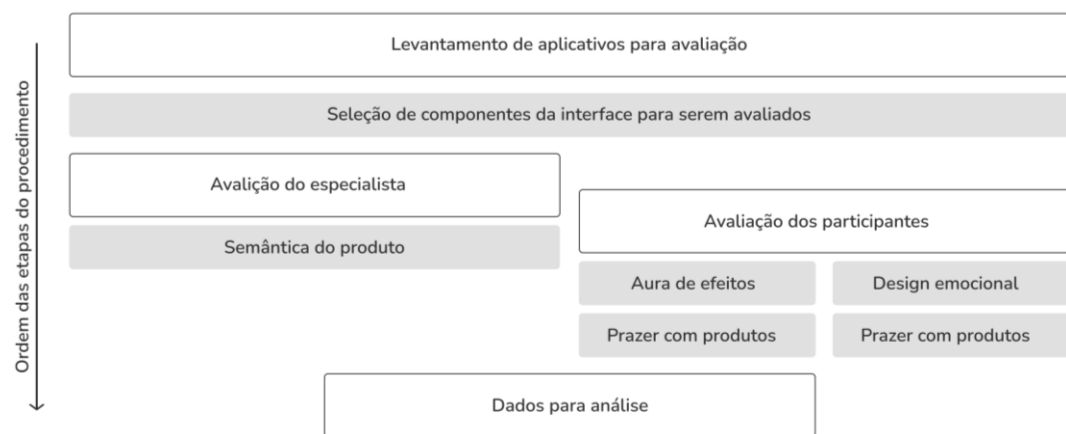 Ordem das etapas do procedimento
Levantamento de aplicativos para avaliação
Seleção de componentes da interface para serem avaliados
Avalição do especialista
Semântica do produto
Avaliação dos participantes
Aura de efeitos
Design emocional
Prazer com produtos
Prazer com produtos
Dados para análise